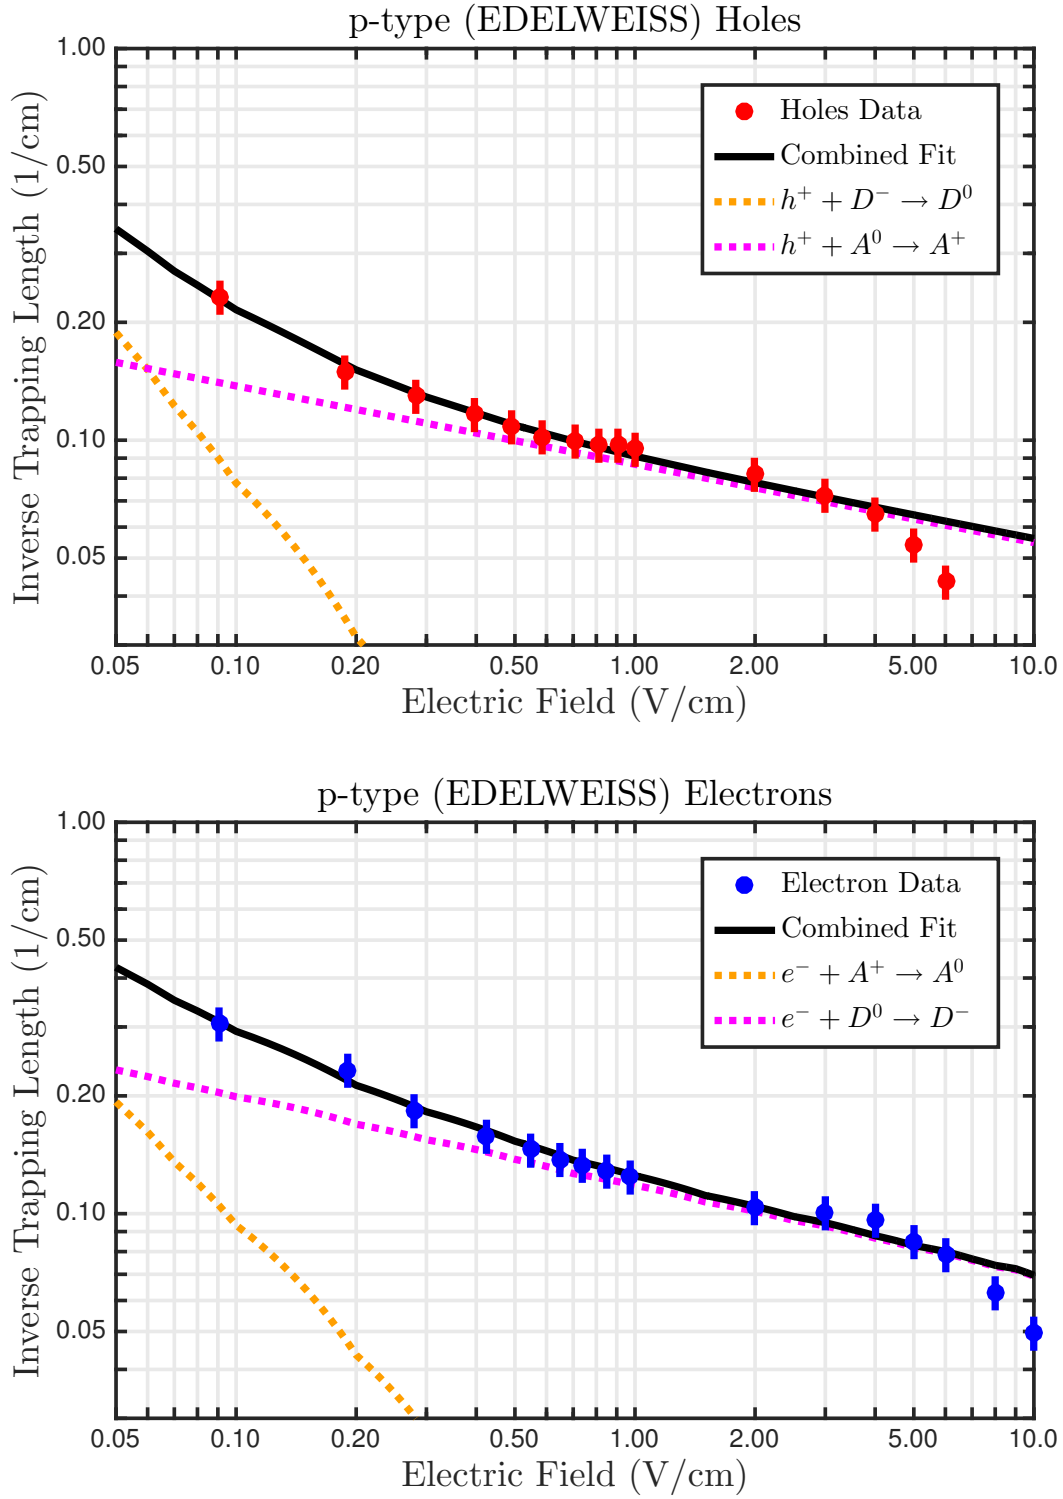 p-type (EDELWEISS) Holes
1.00
0.50
0.20
0.10
0.05
Inverse Trapping Length (1/cm)
Holes Data
Combined Fit
h⁺ + D⁻ → D⁰
h⁺ + A⁰ → A⁺
0.05 0.10 0.20 0.50 1.00 2.00 5.00 10.0
Electric Field (V/cm)
p-type (EDELWEISS) Electrons
1.00
0.50
0.20
0.10
0.05
Inverse Trapping Length (1/cm)
Electron Data
Combined Fit
e⁻ + A⁺ → A⁰
e⁻ + D⁰ → D⁻
0.05 0.10 0.20 0.50 1.00 2.00 5.00 10.0
Electric Field (V/cm)